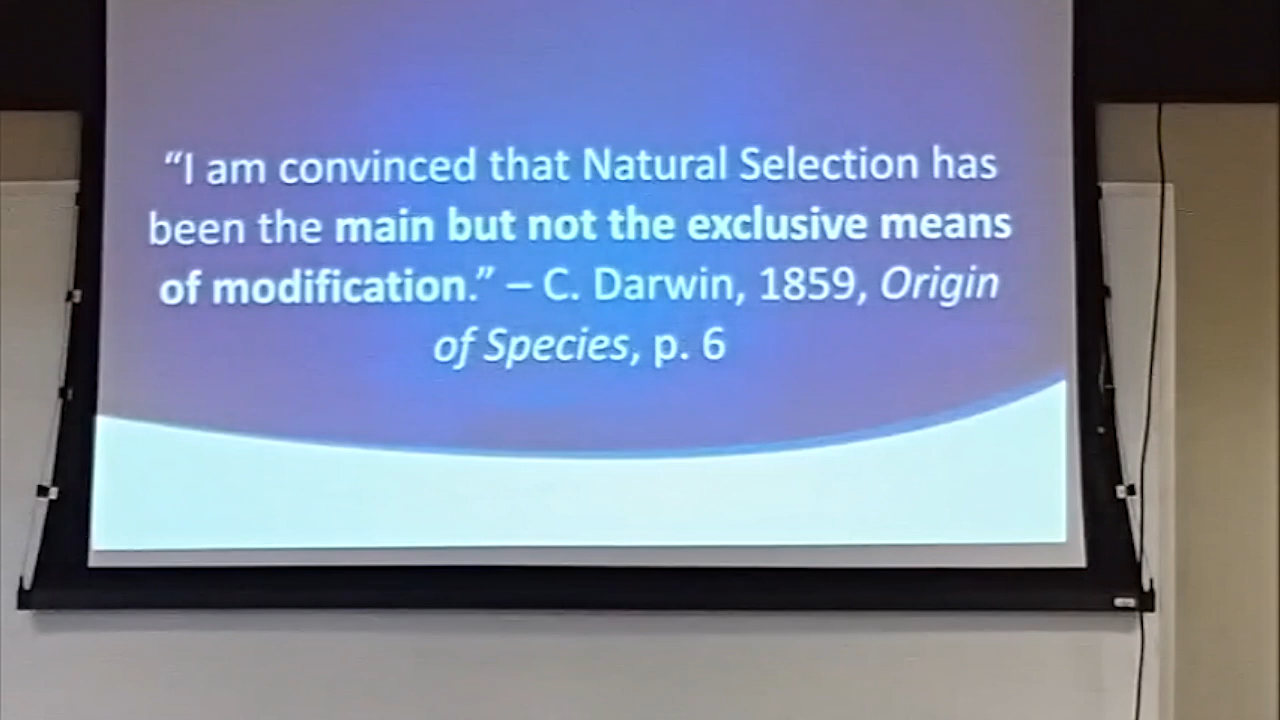 “I am convinced that Natural Selection has
been the main but not the exclusive means
of modification.” – C. Darwin, 1859, Origin
of Species, p. 6